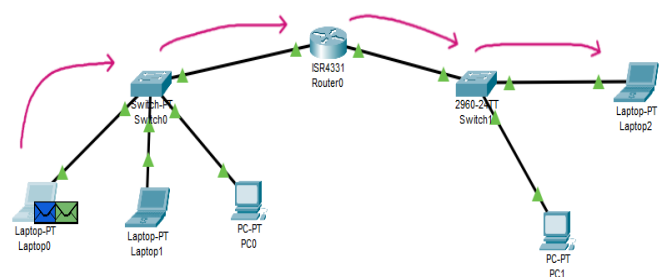 ISR4331
Router0
Switch-PT
Switch0
2960-24TT
Switch1
Laptop-PT
Laptop2
Laptop-PT
Laptop0
Laptop-PT
Laptop1
PC-PT
PC0
PC-PT
PC1